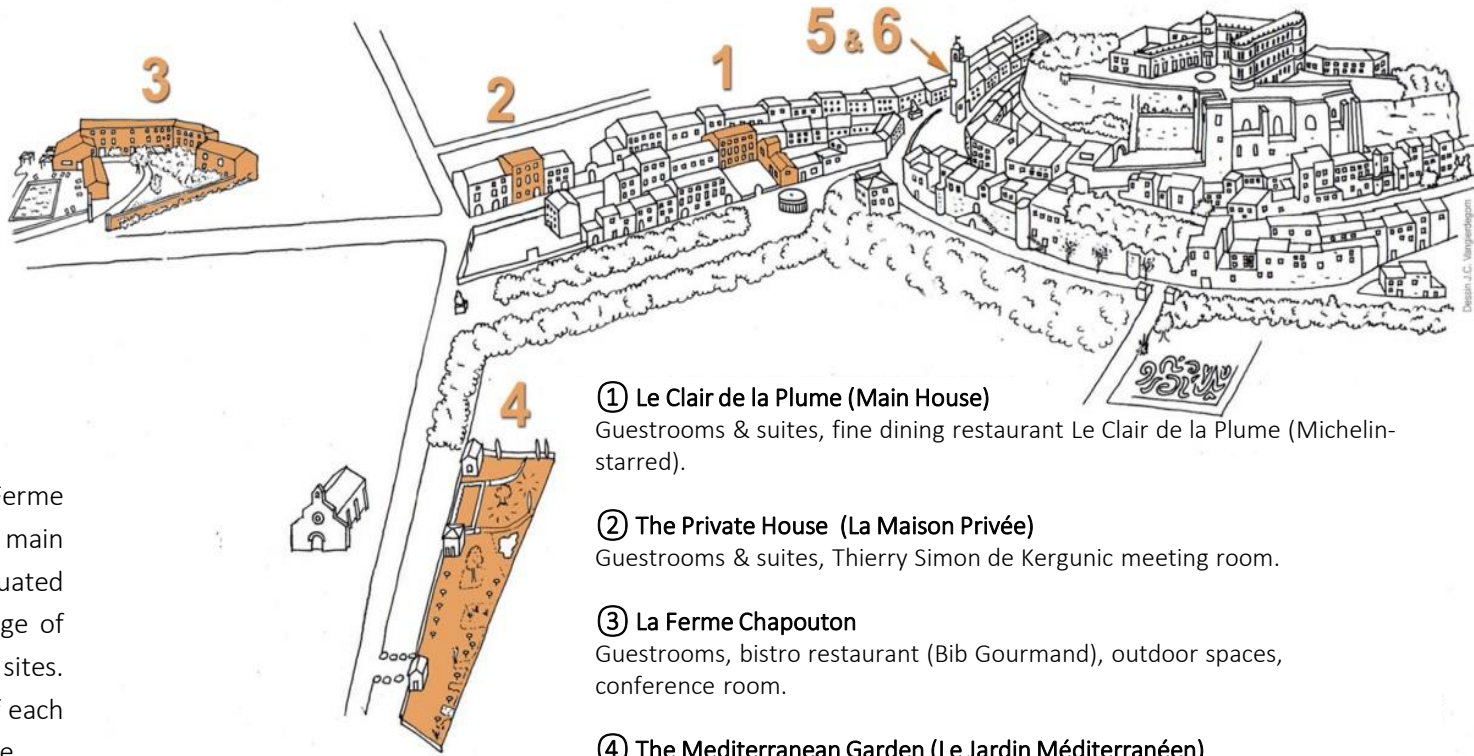 3
2
1
5 & 6
4
Dessin J.C. Vangierdegom
Ferme
main
uated
ge of
sites.
f each
e.
① Le Clair de la Plume (Main House)
Guestrooms & suites, fine dining restaurant Le Clair de la Plume (Michelin-
starred).
② The Private House (La Maison Privée)
Guestrooms & suites, Thierry Simon de Kergunic meeting room.
③ La Ferme Chapouton
Guestrooms, bistro restaurant (Bib Gourmand), outdoor spaces,
conference room.
④ The Mediterranean Garden (Le Jardin Méditerranéen)